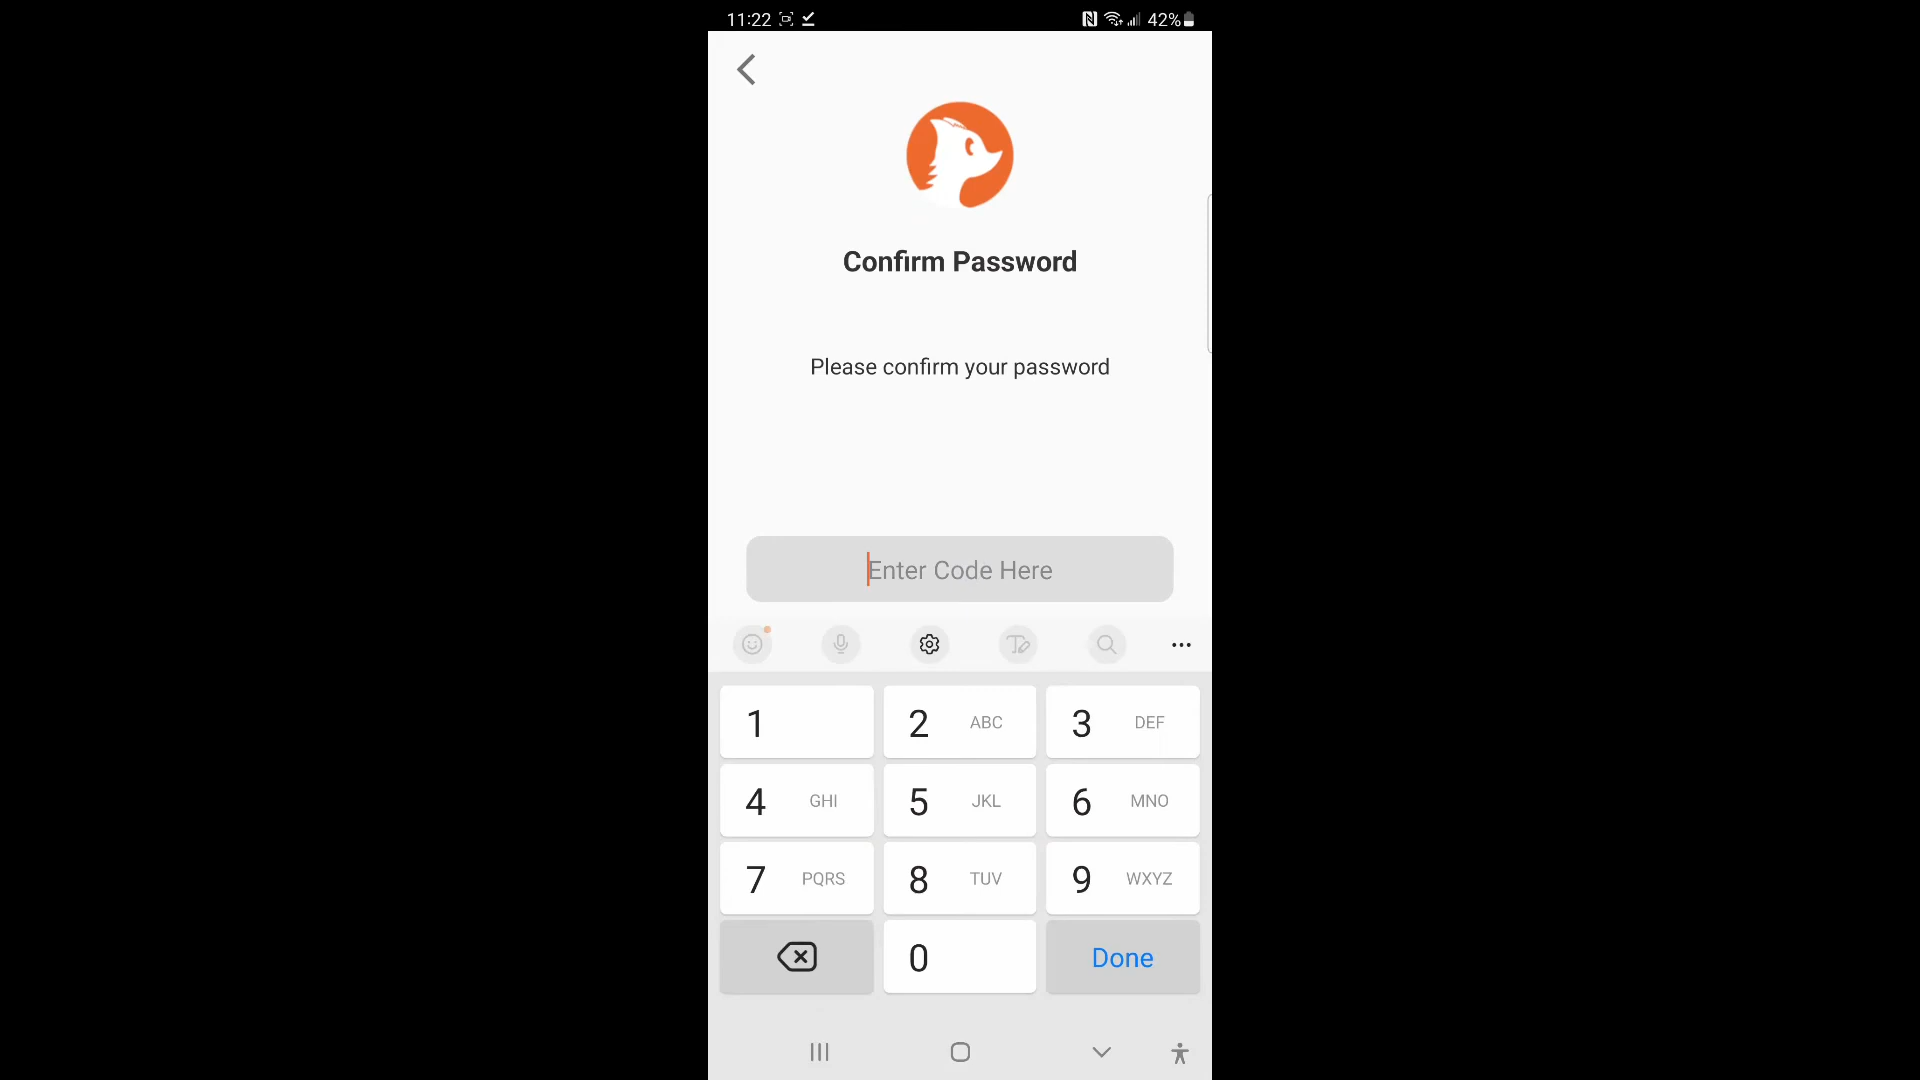 11:22 42%
Confirm Password
Please confirm your password
Enter Code Here
1 2 ABC 3 DEF
4 GHI 5 JKL 6 MNO
7 PQRS 8 TUV 9 WXYZ
0 Done